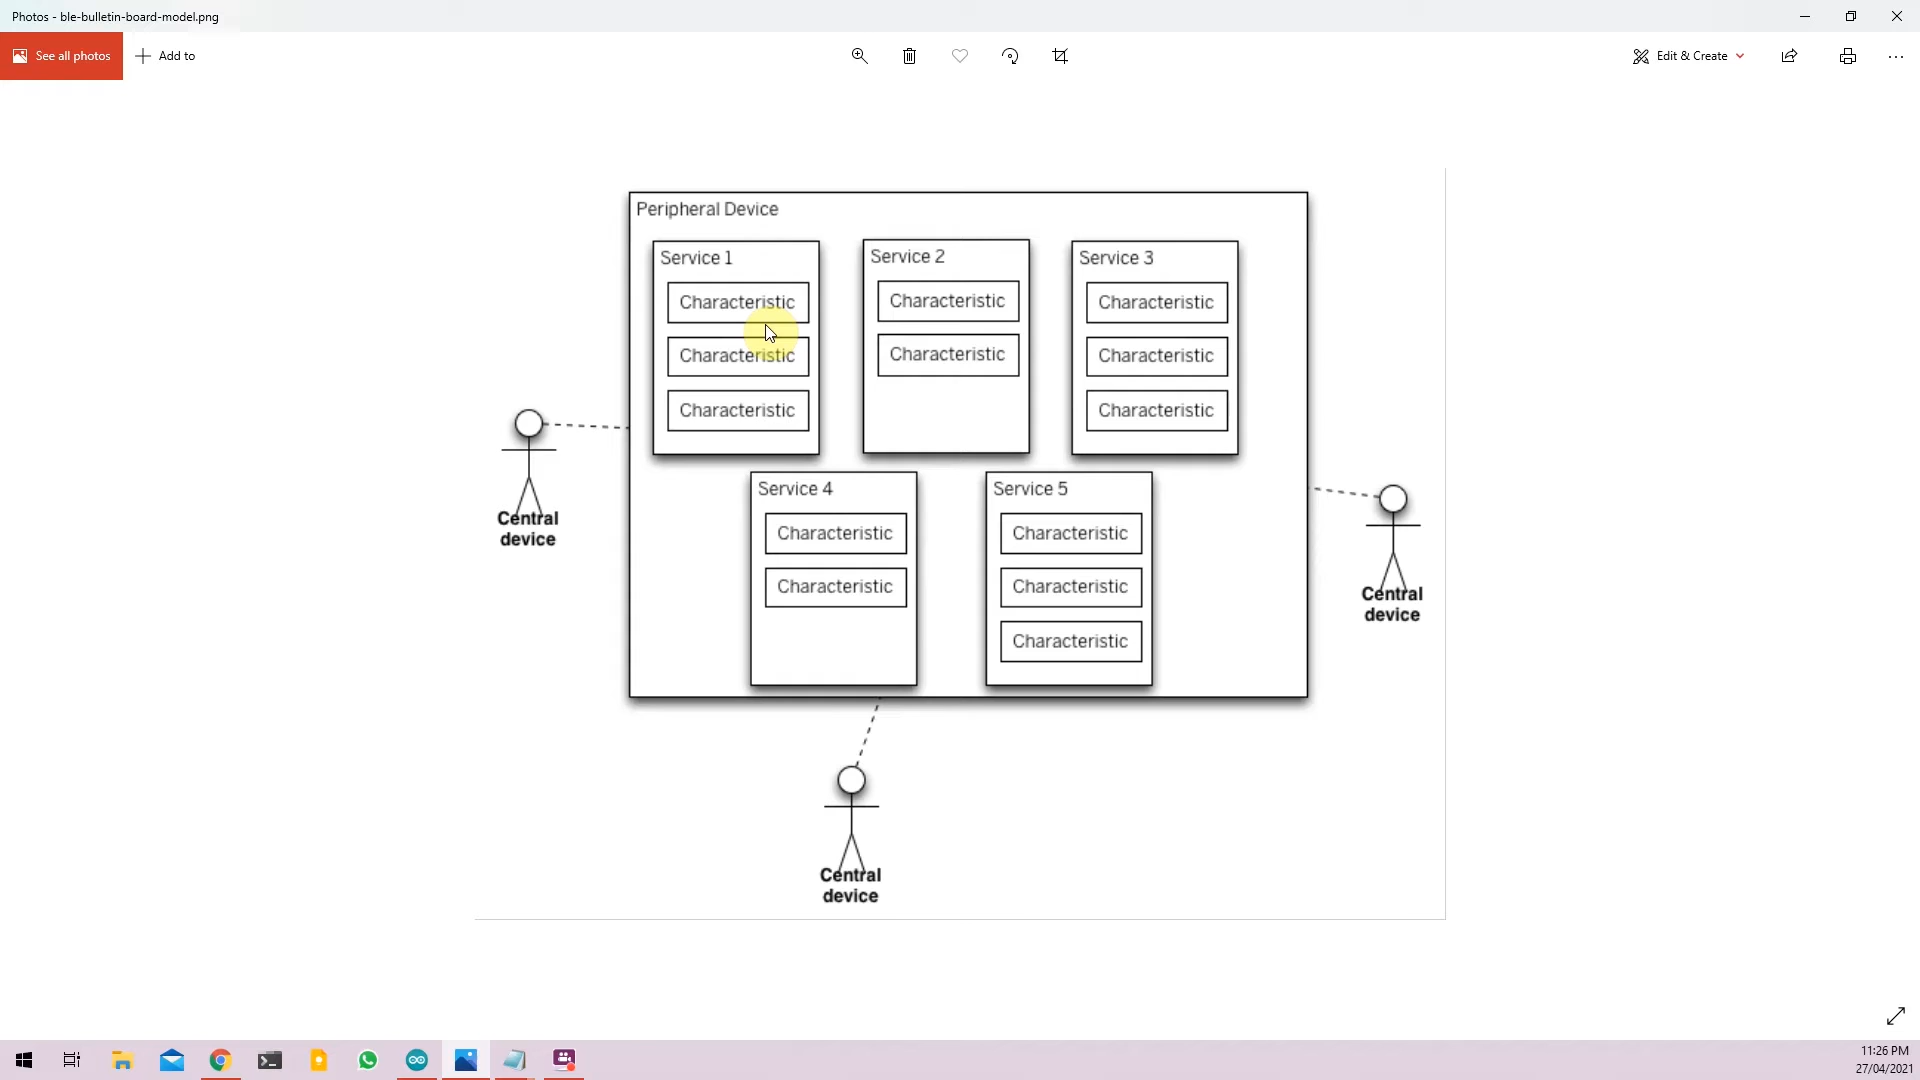 Photos - ble-bulletin-board-model.png
See all photos
Add to
Edit & Create
Peripheral Device
Service 1
Characteristic
Characteristic
Characteristic
Service 2
Characteristic
Characteristic
Service 3
Characteristic
Characteristic
Characteristic
Service 4
Characteristic
Characteristic
Service 5
Characteristic
Characteristic
Characteristic
Central
device
Central
device
Central
device
11:26 PM
27/04/2021